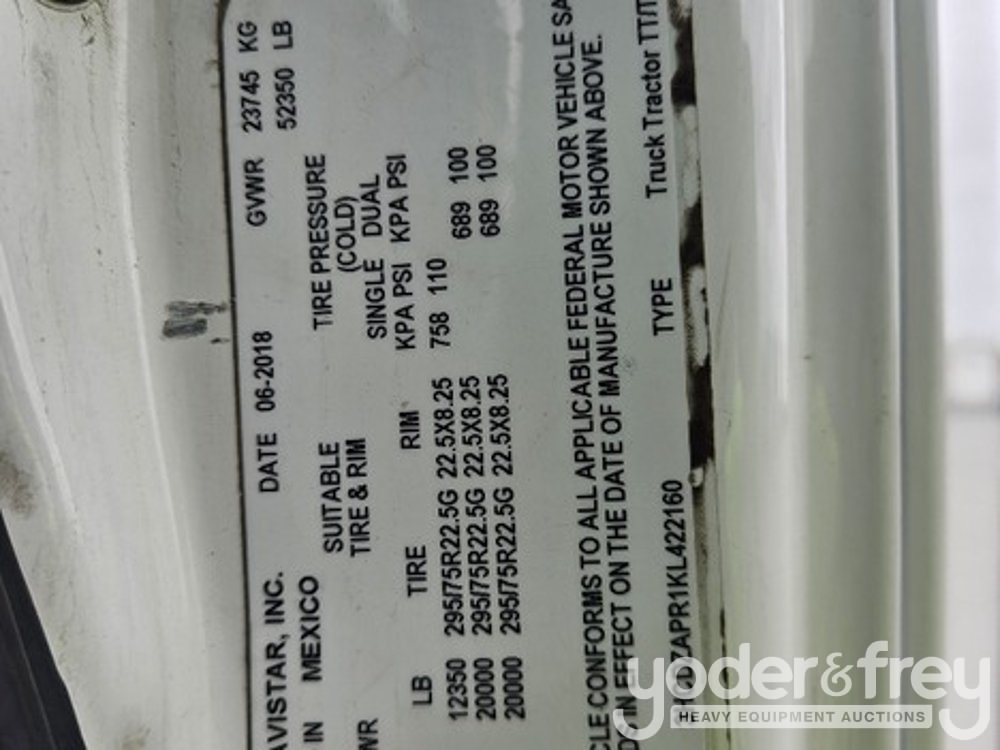 AVISTAR, INC. DATE 06-2018 GVWR 23745 KG
IN MEXICO 52350 LB
SUITABLE TIRE PRESSURE
WR TIRE & RIM (COLD)
SINGLE DUAL
LB TIRE RIM KPA PSI KPA PSI
12350 295/75R22.5G 22.5X8.25 758 110
20000 295/75R22.5G 22.5X8.25 689 100
20000 295/75R22.5G 22.5X8.25 689 100
CLE CONFORMS TO ALL APPLICABLE FEDERAL MOTOR VEHICLE SA
IN EFFECT ON THE DATE OF MANUFACTURE SHOWN ABOVE.
TYPE Truck Tractor TT/T
yoder&frey
HEAVY EQUIPMENT AUCTIONS